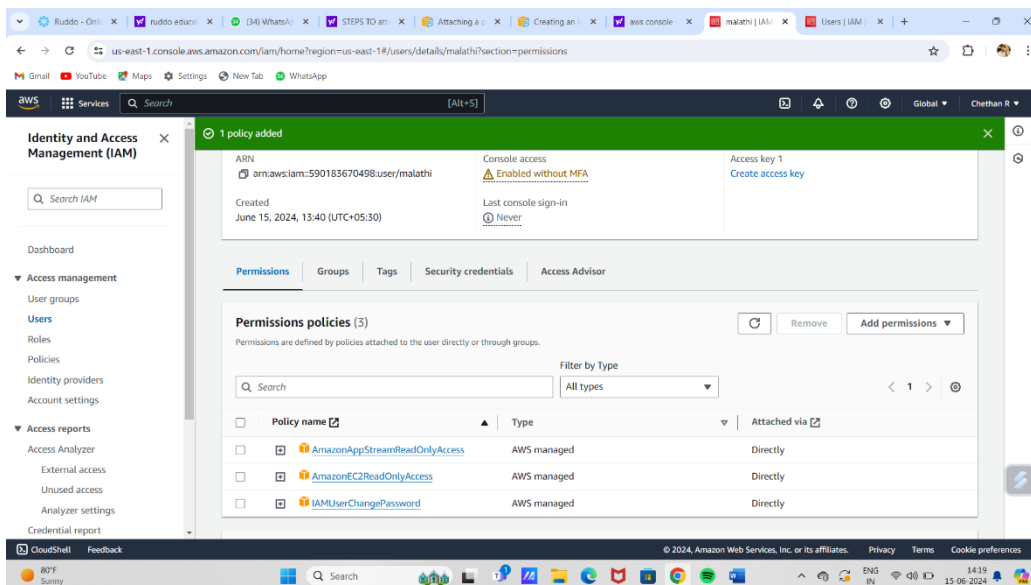 Ruddo - Onli
ruddo educat
(34) WhatsA
STEPS TO att
Attaching a p
Creating an I
aws console
malathi | IAM
Users | IAM
us-east-1.console.aws.amazon.com/iam/home?region=us-east-1#/users/details/malathi?section=permissions
Gmail YouTube Maps Settings New Tab WhatsApp
aws Services Search [Alt+S] Global Chethan R
Identity and Access Management (IAM)
Search IAM
Dashboard
Access management
User groups
Users
Roles
Policies
Identity providers
Account settings
Access reports
Access Analyzer
External access
Unused access
Analyzer settings
Credential report
1 policy added
ARN
arn:aws:iam::590183670498:user/malathi
Console access
Enabled without MFA
Access key 1
Create access key
Created
June 15, 2024, 13:40 (UTC+05:30)
Last console sign-in
Never
Permissions Groups Tags Security credentials Access Advisor
Permissions policies (3)
Remove Add permissions
Permissions are defined by policies attached to the user directly or through groups.
Filter by Type
Search All types 1
Policy name Type Attached via
AmazonAppStreamReadOnlyAccess AWS managed Directly
AmazonEC2ReadOnlyAccess AWS managed Directly
IAMUserChangePassword AWS managed Directly
CloudShell Feedback © 2024, Amazon Web Services, Inc. or its affiliates. Privacy Terms Cookie preferences
80°F
Sunny
Search
ENG
IN
14:19
15-06-2024